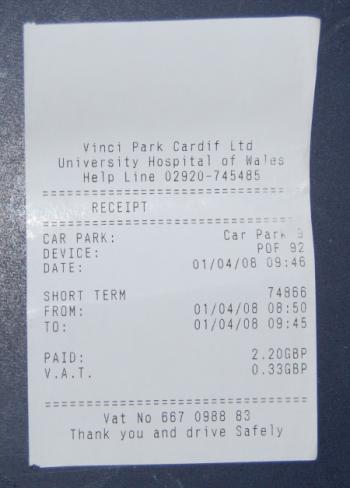 Vinci Park Cardif Ltd
University Hospital of Wales
Help Line 02920-745485
===============================
RECEIPT
===============================
CAR PARK: Car Park 9
DEVICE: POF 92
DATE: 01/04/08 09:46
SHORT TERM 74866
FROM: 01/04/08 08:50
TO: 01/04/08 09:45
PAID: 2.20GBP
V.A.T. 0.33GBP
===============================
Vat No 667 0988 83
Thank you and drive Safely